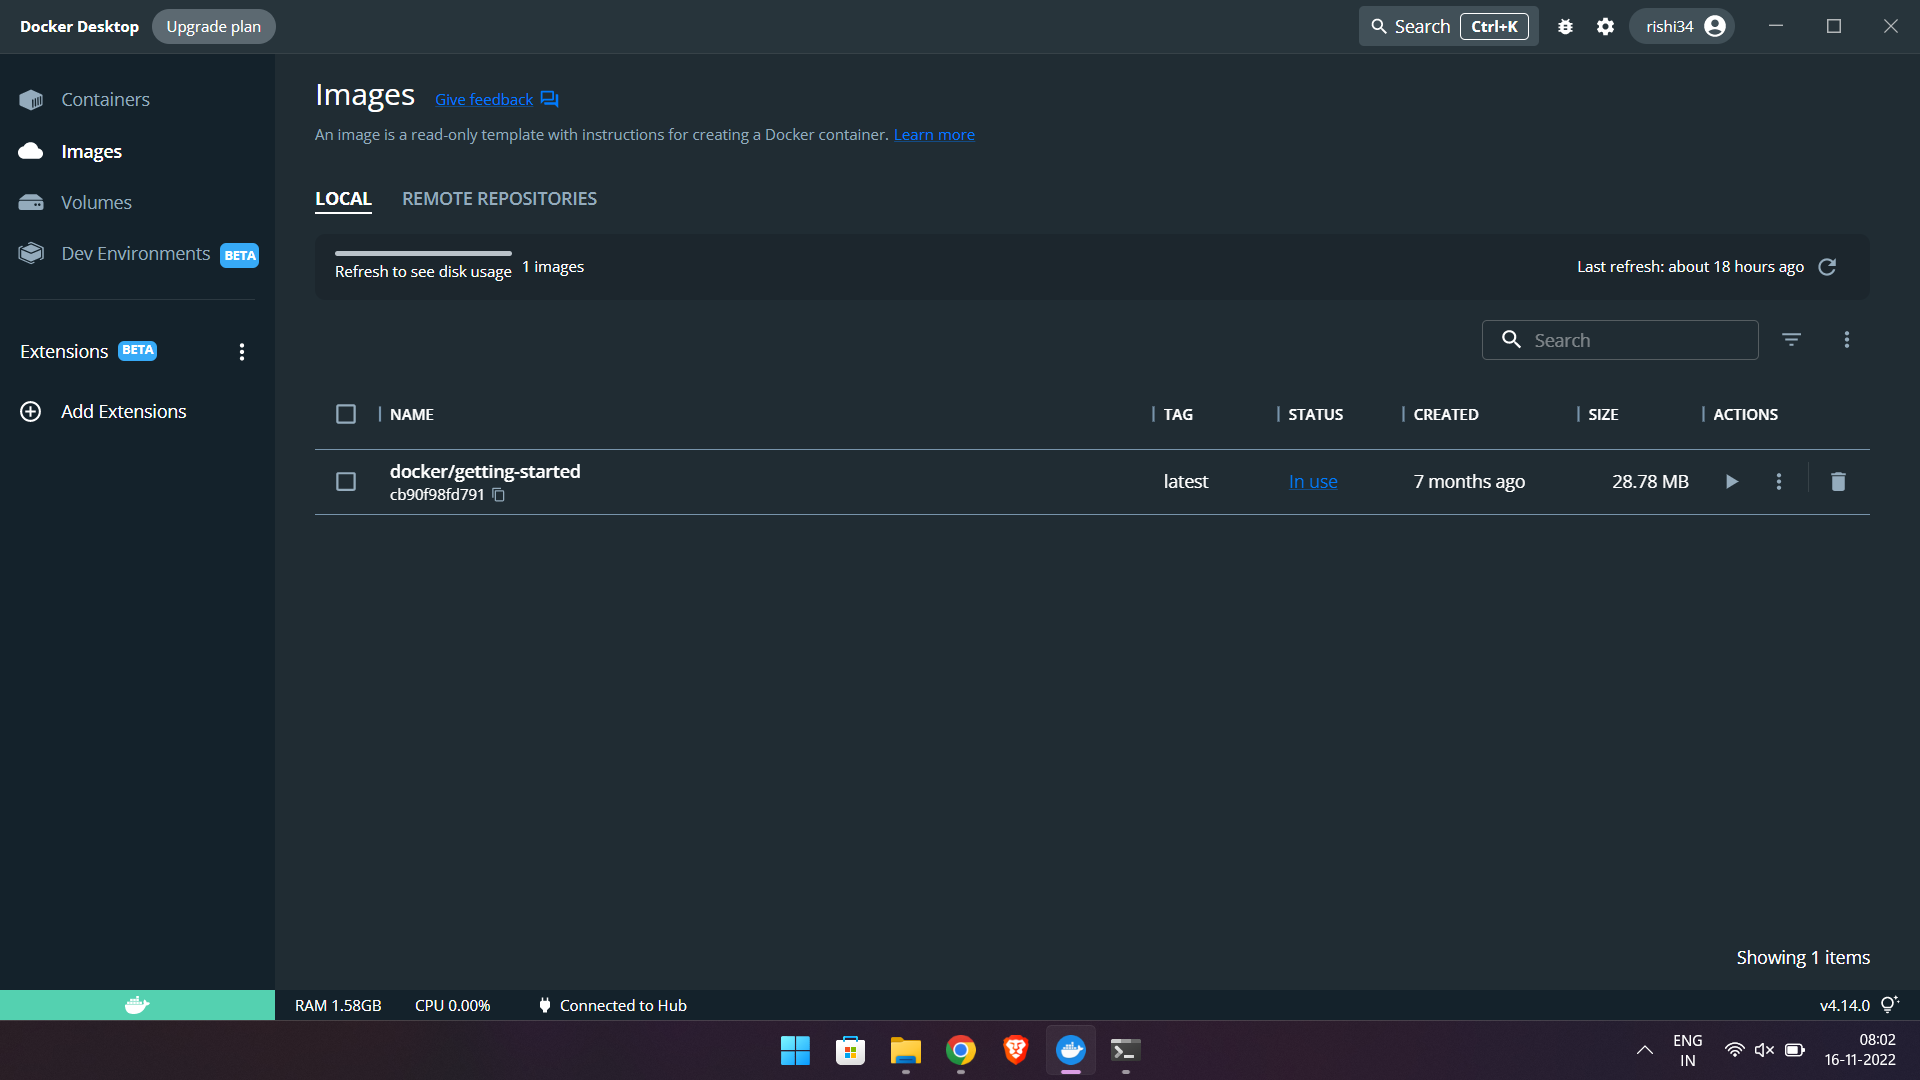 Docker Desktop Upgrade plan Search Ctrl+K rishi34
Containers
Images
Volumes
Dev Environments BETA
Extensions BETA
Add Extensions
Images Give feedback
An image is a read-only template with instructions for creating a Docker container. Learn more
LOCAL REMOTE REPOSITORIES
Refresh to see disk usage 1 images Last refresh: about 18 hours ago
Search
NAME TAG STATUS CREATED SIZE ACTIONS
docker/getting-started latest In use 7 months ago 28.78 MB
cb90f98fd791
Showing 1 items
RAM 1.58GB CPU 0.00% Connected to Hub v4.14.0
ENG 08:02
IN 16-11-2022